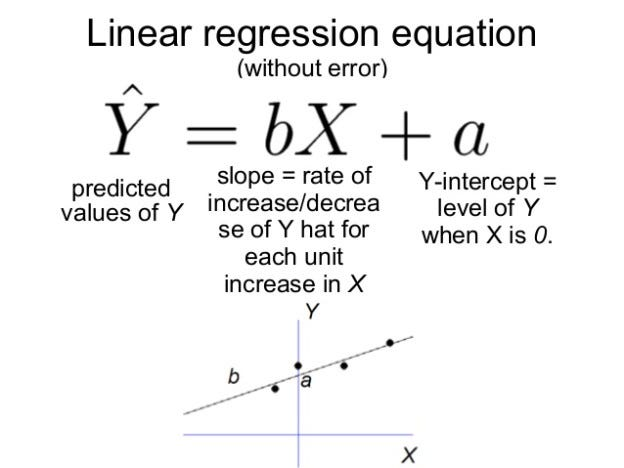 Linear regression equation
(without error)
Ŷ = bX + a
predicted
values of Y
slope = rate of
increase/decrea
se of Y hat for
each unit
increase in X
Y-intercept =
level of Y
when X is 0.
Y
b
a
X